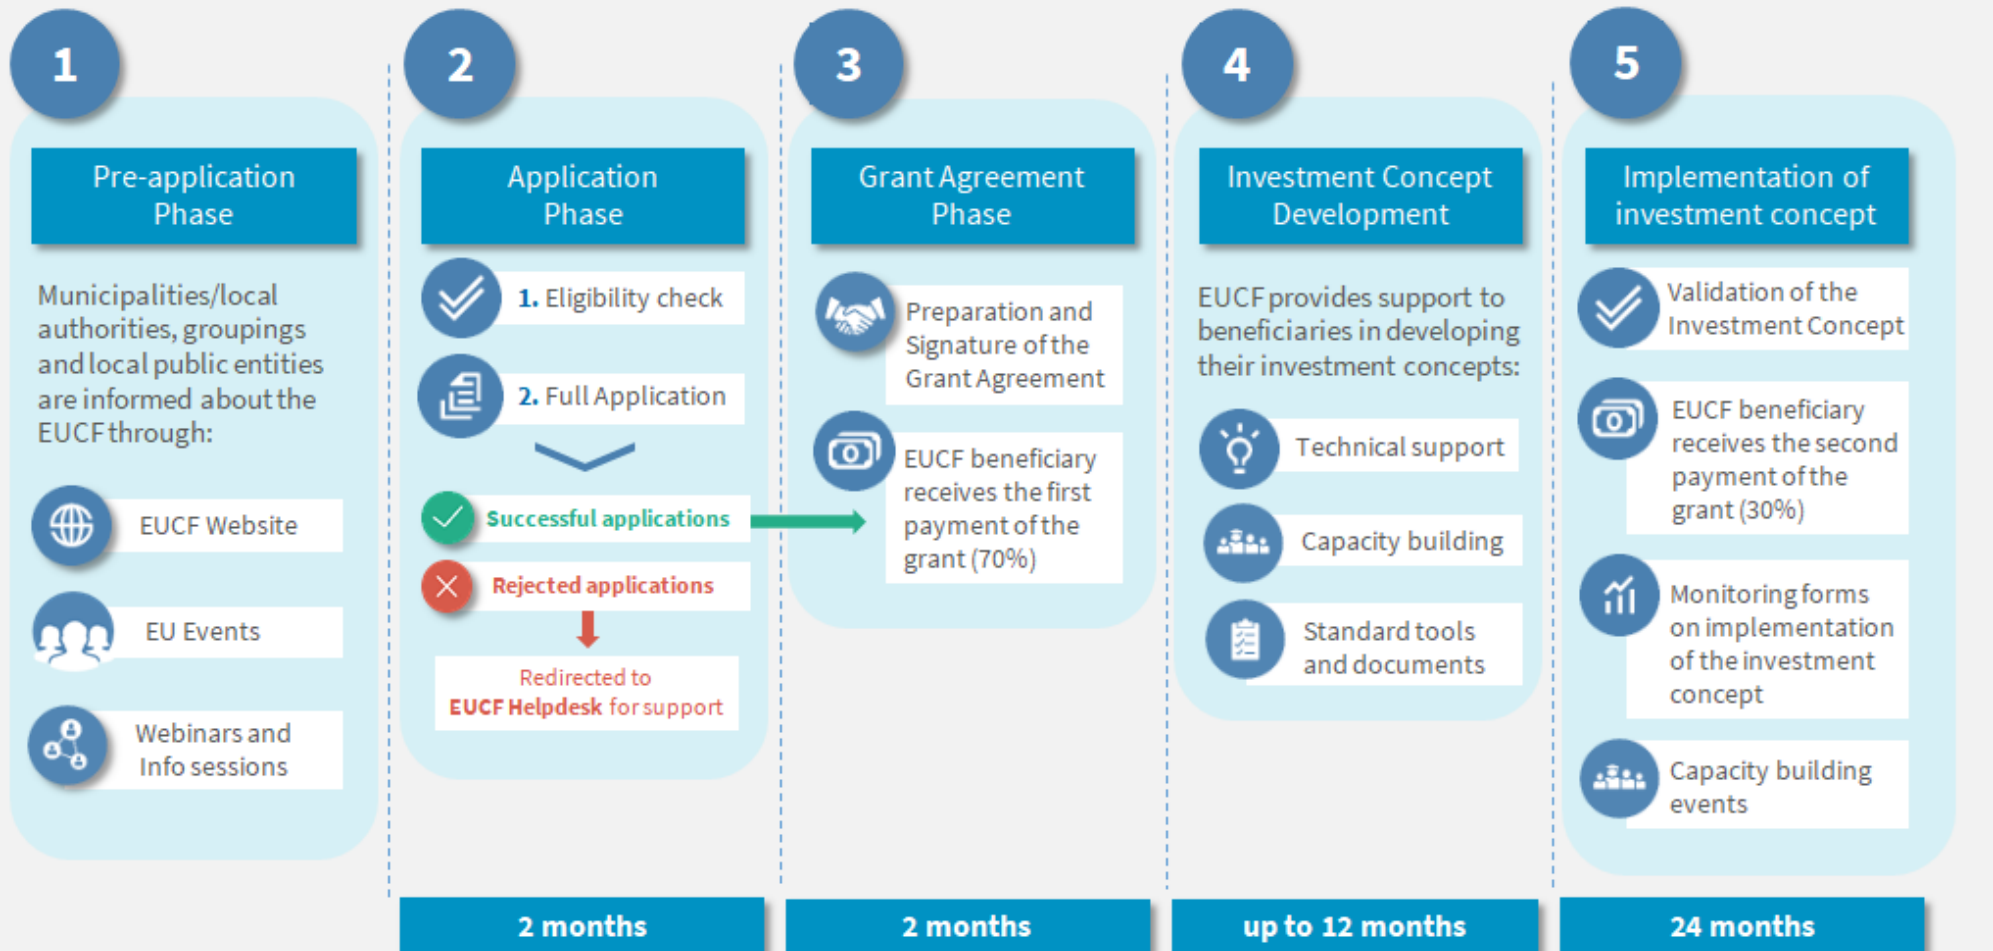 1
Pre-application
Phase
Municipalities/local
authorities, groupings
and local public entities
are informed about the
EUCF through:
EUCF Website
EU Events
Webinars and
Info sessions
2
Application
Phase
1. Eligibility check
2. Full Application
Successful applications
Rejected applications
Redirected to
EUCF Helpdesk for support
2 months
3
Grant Agreement
Phase
Preparation and
Signature of the
Grant Agreement
EUCF beneficiary
receives the first
payment of the
grant (70%)
2 months
4
Investment Concept
Development
EUCF provides support to
beneficiaries in developing
their investment concepts:
Technical support
Capacity building
Standard tools
and documents
up to 12 months
5
Implementation of
investment concept
Validation of the
Investment Concept
EUCF beneficiary
receives the second
payment of the
grant (30%)
Monitoring forms
on implementation
of the investment
concept
Capacity building
events
24 months